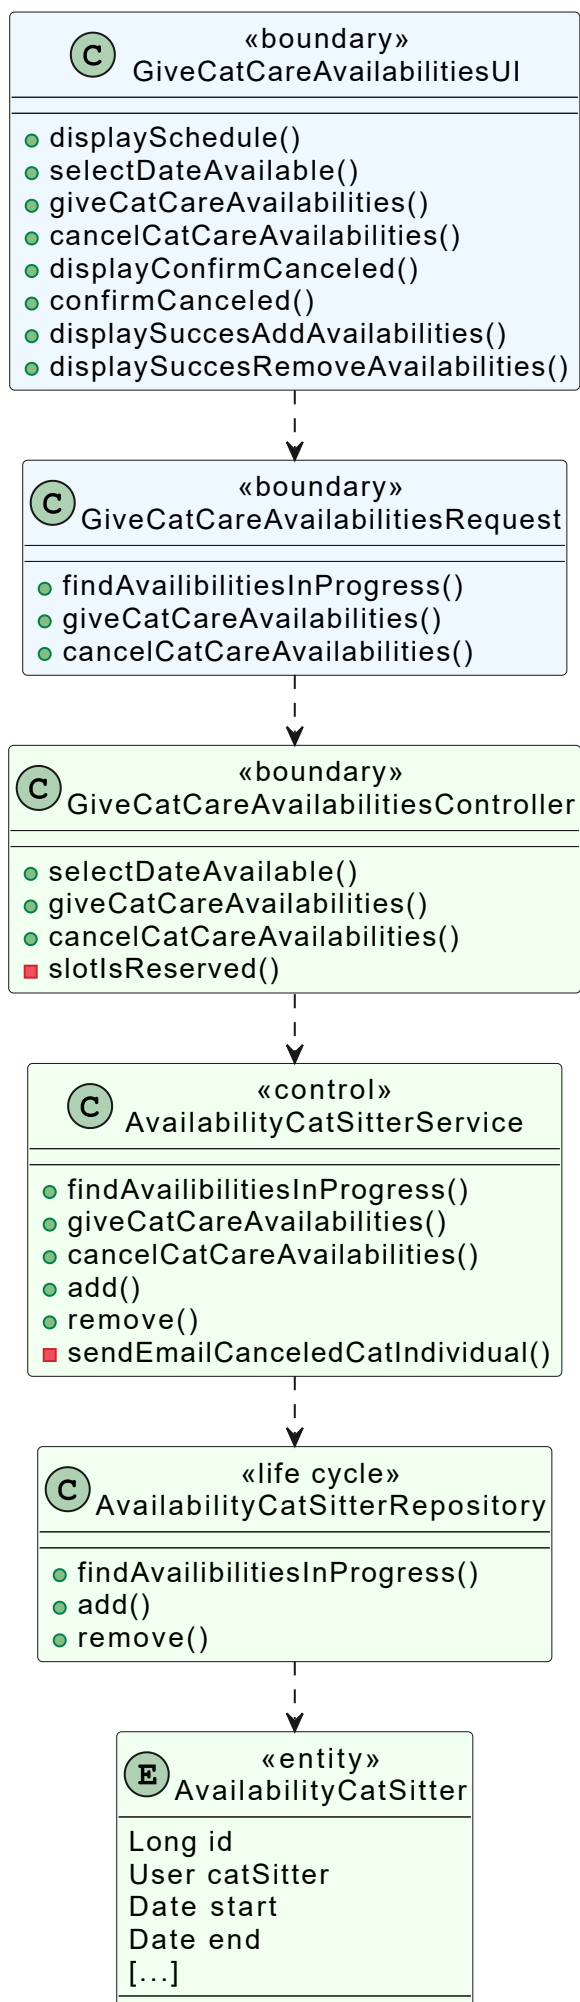 C
«boundary»
GiveCatCareAvailabilitiesUI
displaySchedule()
selectDateAvailable()
giveCatCareAvailabilities()
cancelCatCareAvailabilities()
displayConfirmCanceled()
confirmCanceled()
displaySuccesAddAvailabilities()
displaySuccesRemoveAvailabilities()
C
«boundary»
GiveCatCareAvailabilitiesRequest
findAvailibilitiesInProgress()
giveCatCareAvailabilities()
cancelCatCareAvailabilities()
C
«boundary»
GiveCatCareAvailabilitiesController
selectDateAvailable()
giveCatCareAvailabilities()
cancelCatCareAvailabilities()
slotIsReserved()
C
«control»
AvailabilityCatSitterService
findAvailibilitiesInProgress()
giveCatCareAvailabilities()
cancelCatCareAvailabilities()
add()
remove()
sendEmailCanceledCatIndividual()
C
«life cycle»
AvailabilityCatSitterRepository
findAvailibilitiesInProgress()
add()
remove()
E
«entity»
AvailabilityCatSitter
Long id
User catSitter
Date start
Date end
[...]